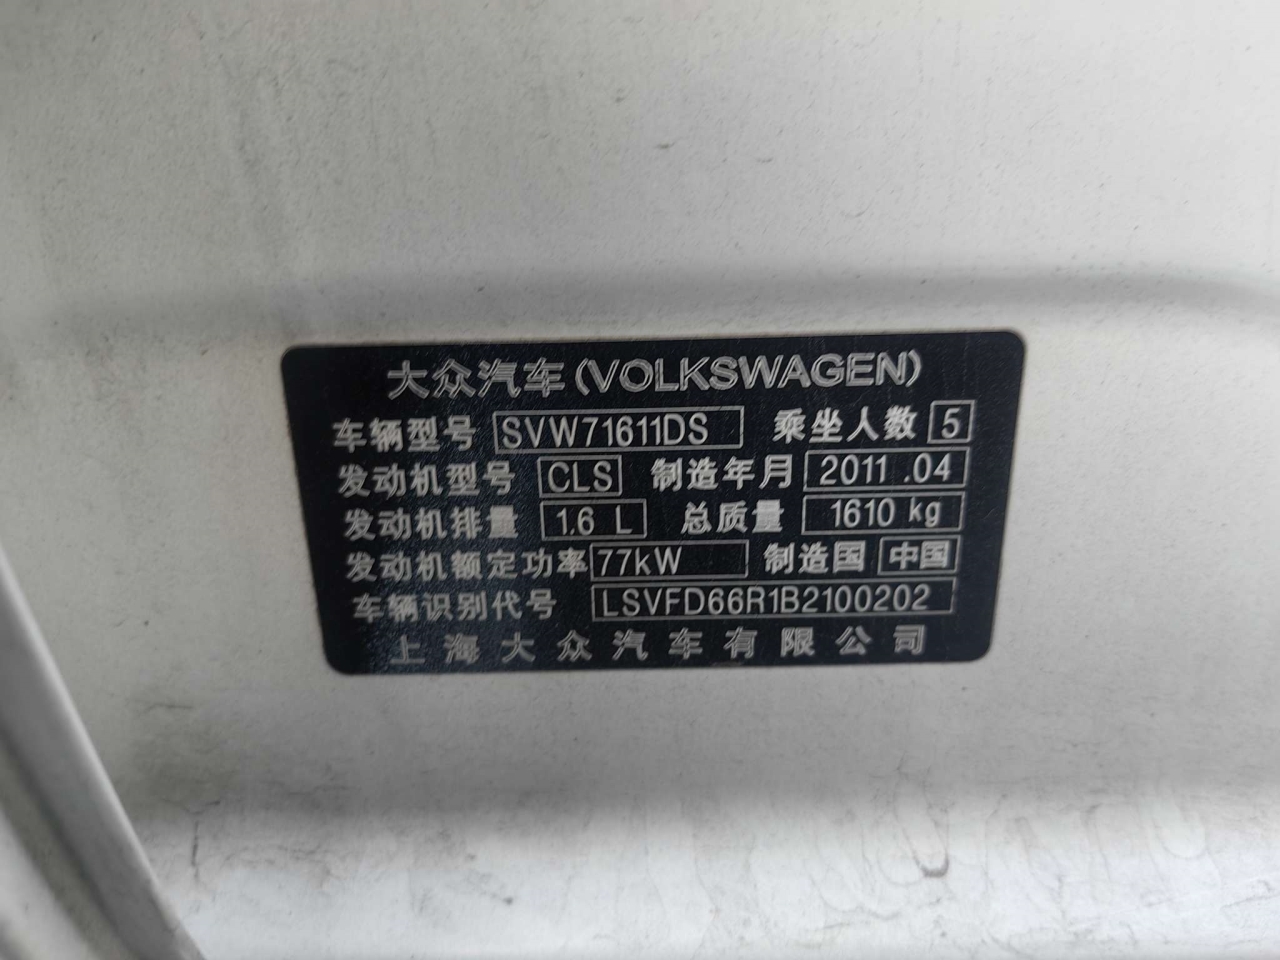 大众汽车(VOLKSWAGEN)
车辆型号 SVW71611DS 乘坐人数 5
发动机型号 CLS 制造年月 2011.04
发动机排量 1.6 L 总质量 1610 kg
发动机额定功率 77kW 制造国 中国
车辆识别代号 LSVFD66R1B2100202
上海大众汽车有限公司